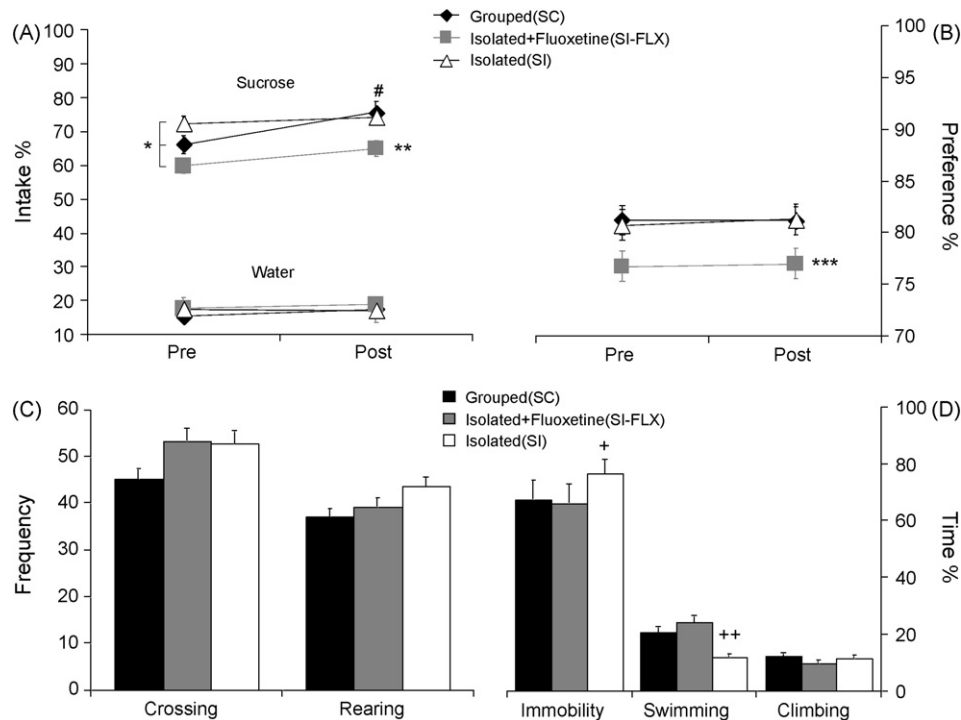 (A)
Grouped(SC)
Isolated+Fluoxetine(SI-FLX)
Isolated(SI)
(B)
Intake %
100
90
80
70
60
50
40
30
20
10
Sucrose
#
*
**
Water
Pre Post
100
95
90
85
80
75
70
Preference %
***
Pre Post
(C)
Grouped(SC)
Isolated+Fluoxetine(SI-FLX)
Isolated(SI)
(D)
Frequency
60
50
40
30
20
10
0
Crossing Rearing
+
++
100
80
60
40
20
0
Time %
Immobility Swimming Climbing